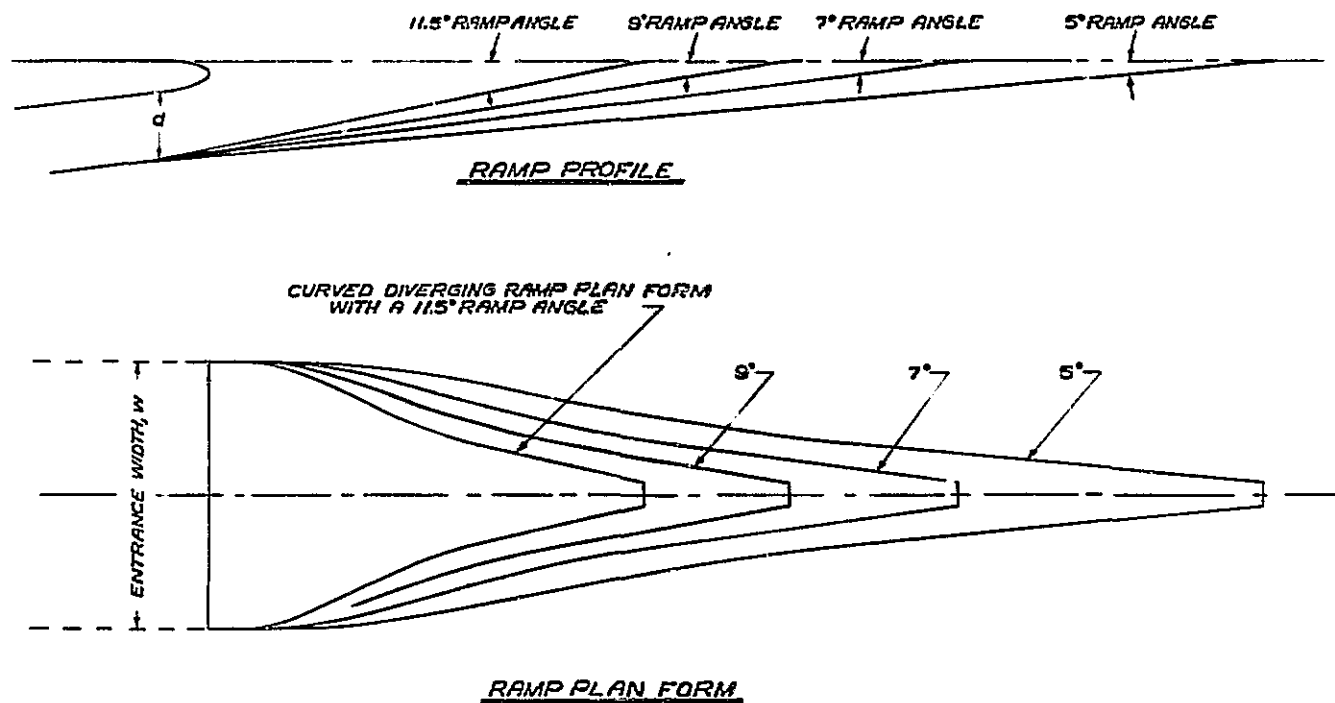 11.5° RAMP ANGLE
9° RAMP ANGLE
7° RAMP ANGLE
5° RAMP ANGLE
d
RAMP PROFILE
CURVED DIVERGING RAMP PLAN FORM
WITH A 11.5° RAMP ANGLE
9°
7°
5°
ENTRANCE WIDTH, W
RAMP PLAN FORM